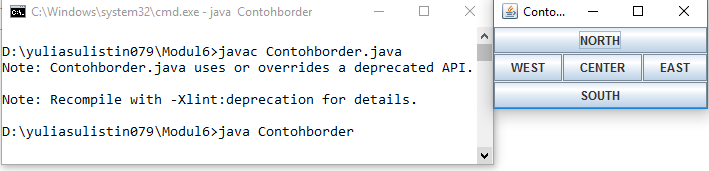 C:\Windows\system32\cmd.exe - java Contohborder
D:\yuliasulistin079\Modul6>javac Contohborder.java
Note: Contohborder.java uses or overrides a deprecated API.
Note: Recompile with -Xlint:deprecation for details.
D:\yuliasulistin079\Modul6>java Contohborder
Conto...
NORTH
WEST CENTER EAST
SOUTH